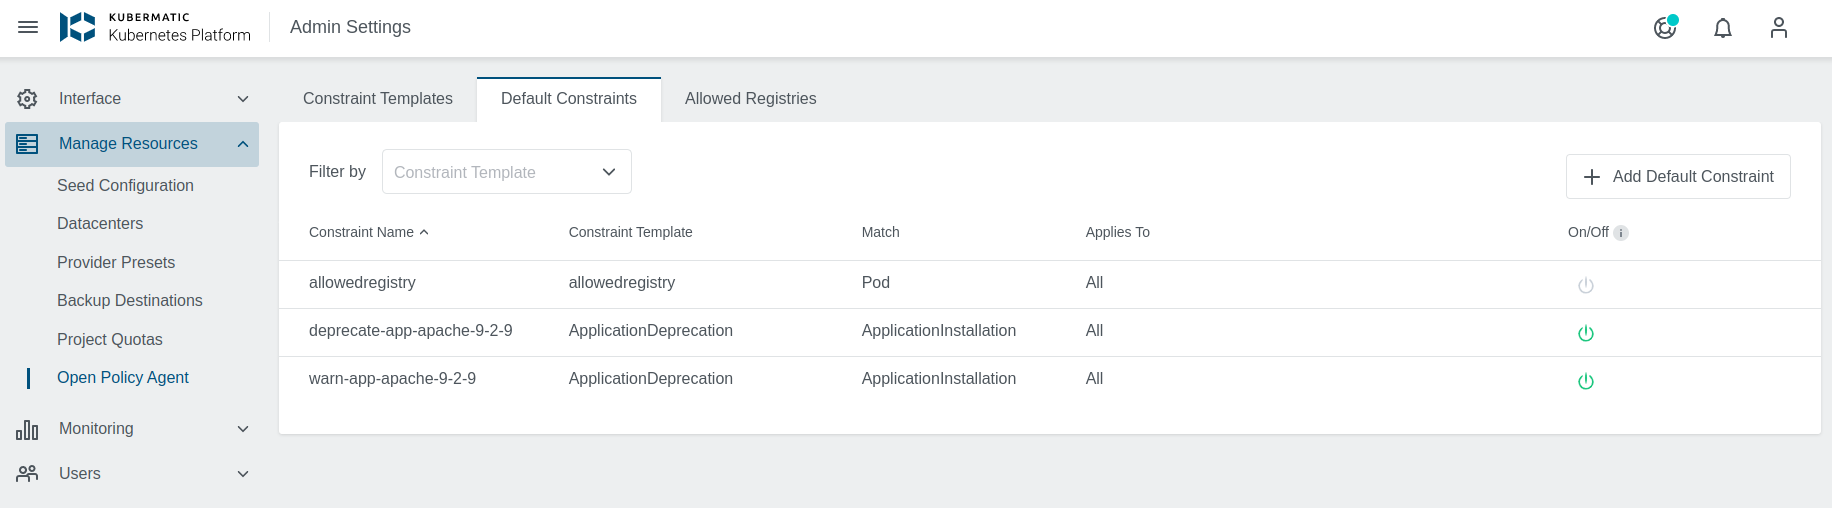 KUBERMATIC
Kubernetes Platform
Admin Settings
Interface
Manage Resources
Seed Configuration
Datacenters
Provider Presets
Backup Destinations
Project Quotas
Open Policy Agent
Monitoring
Users
Constraint Templates Default Constraints Allowed Registries
Filter by Constraint Template
Add Default Constraint
Constraint Name Constraint Template Match Applies To On/Off i
allowedregistry allowedregistry Pod All
deprecate-app-apache-9-2-9 ApplicationDeprecation ApplicationInstallation All
warn-app-apache-9-2-9 ApplicationDeprecation ApplicationInstallation All